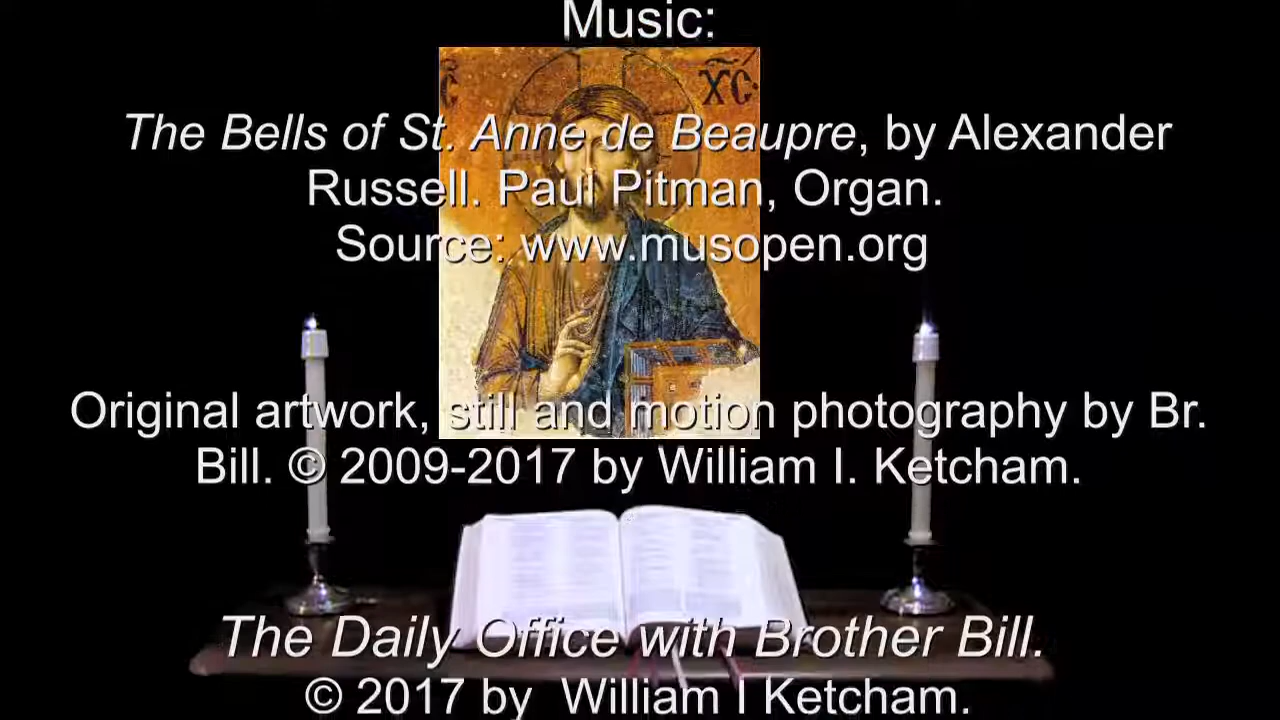 Music:
C XC
The Bells of St. Anne de Beaupre, by Alexander
Russell. Paul Pitman, Organ.
Source: www.musopen.org
Original artwork, still and motion photography by Br.
Bill. © 2009-2017 by William I. Ketcham.
The Daily Office with Brother Bill.
© 2017 by  William I Ketcham.